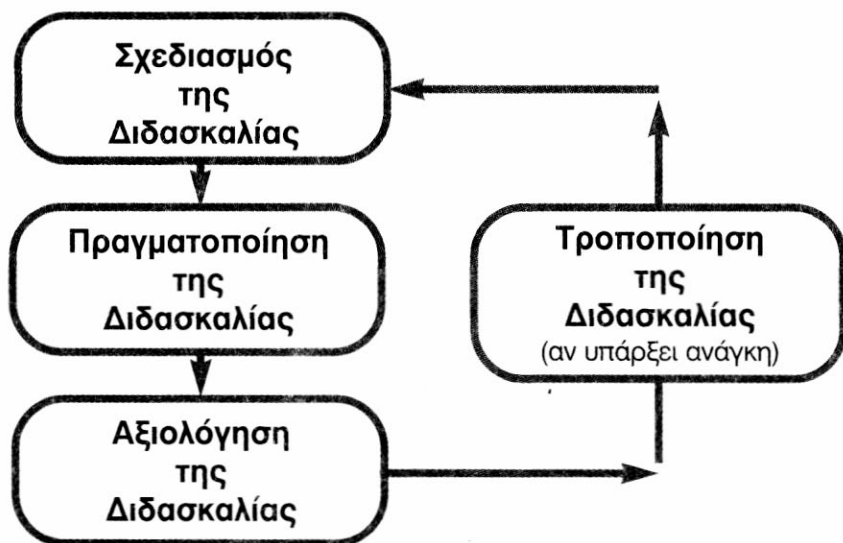 Σχεδιασμός
της
Διδασκαλίας
Πραγματοποίηση
της
Διδασκαλίας
Αξιολόγηση
της
Διδασκαλίας
Τροποποίηση
της
Διδασκαλίας
(αν υπάρξει ανάγκη)